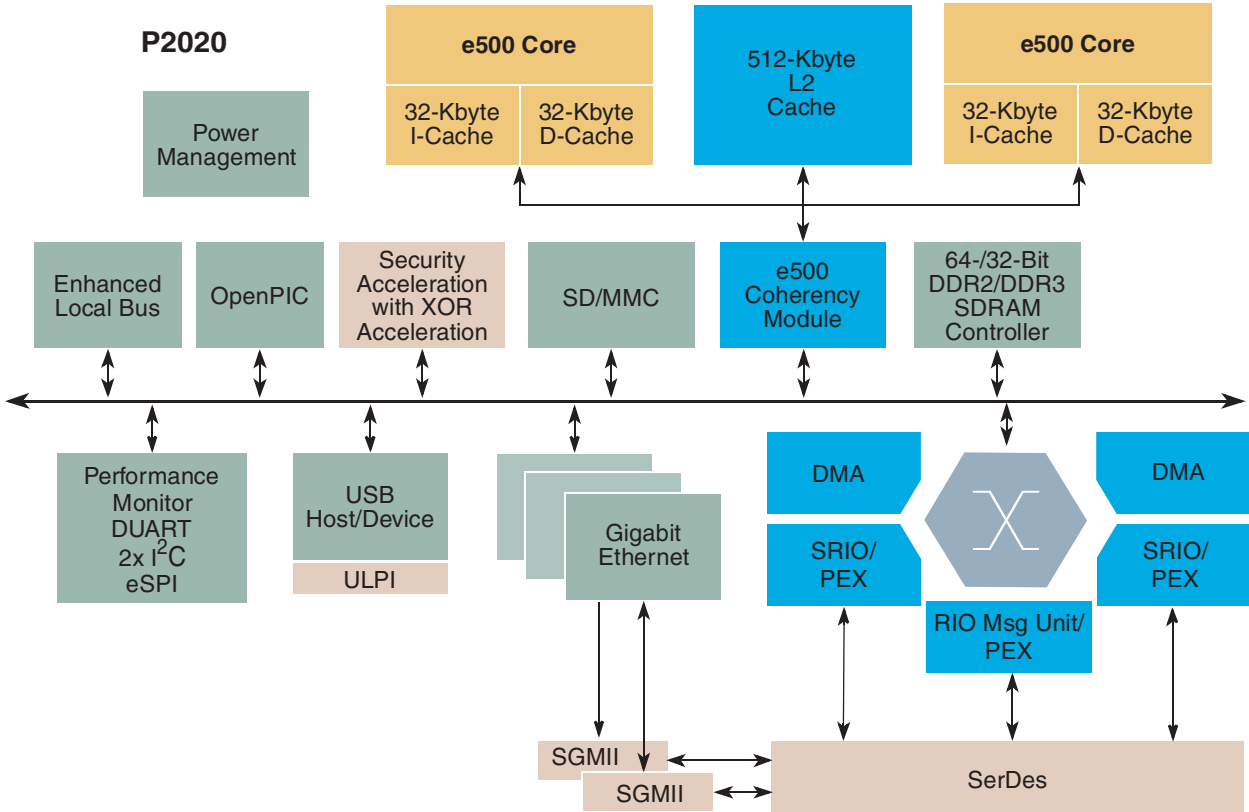 P2020
e500 Core
32-Kbyte
I-Cache
32-Kbyte
D-Cache
512-Kbyte
L2
Cache
e500 Core
32-Kbyte
I-Cache
32-Kbyte
D-Cache
Power
Management
Enhanced
Local Bus
OpenPIC
Security
Acceleration
with XOR
Acceleration
SD/MMC
e500
Coherency
Module
64-/32-Bit
DDR2/DDR3
SDRAM
Controller
Performance
Monitor
DUART
2x I²C
eSPI
USB
Host/Device
ULPI
Gigabit
Ethernet
DMA
SRIO/
PEX
RIO Msg Unit/
PEX
DMA
SRIO/
PEX
SGMII
SGMII
SerDes